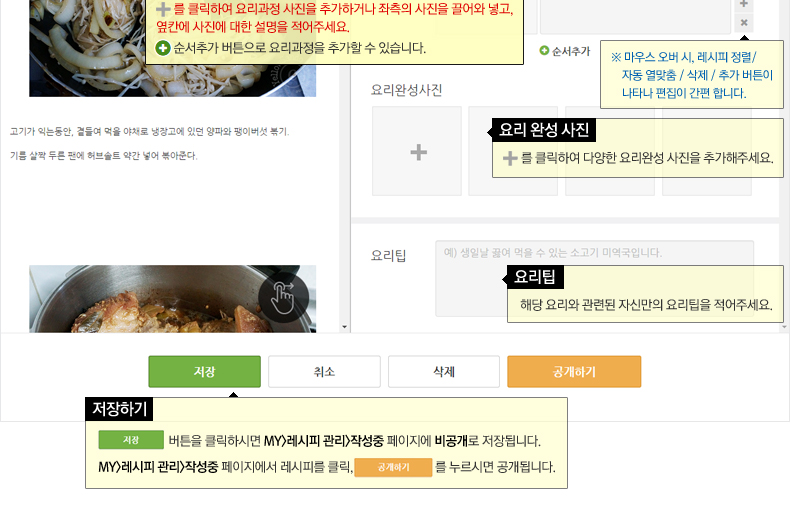 + 를 클릭하여 요리과정 사진을 추가하거나 좌측의 사진을 끌어와 넣고,
옆칸에 사진에 대한 설명을 적어주세요.
+ 순서추가 버튼으로 요리과정을 추가할 수 있습니다.
+ 순서추가
※ 마우스 오버 시, 레시피 정렬/
자동 열맞춤 / 삭제 / 추가 버튼이
나타나 편집이 간편 합니다.
요리완성사진
요리 완성 사진
+ 를 클릭하여 다양한 요리완성 사진을 추가해주세요.
고기가 익는동안, 곁들여 먹을 야채로 냉장고에 있던 양파와 팽이버섯 볶기.
기름 살짝 두른 팬에 허브솔트 약간 넣어 볶아준다.
요리팁
예) 생일날 끓여 먹을 수 있는 소고기 미역국입니다.
요리팁
해당 요리와 관련된 자신만의 요리팁을 적어주세요.
저장
취소
삭제
공개하기
저장하기
저장 버튼을 클릭하시면 MY>레시피 관리>작성중 페이지에 비공개로 저장됩니다.
MY>레시피 관리>작성중 페이지에서 레시피를 클릭, 공개하기 를 누르시면 공개됩니다.